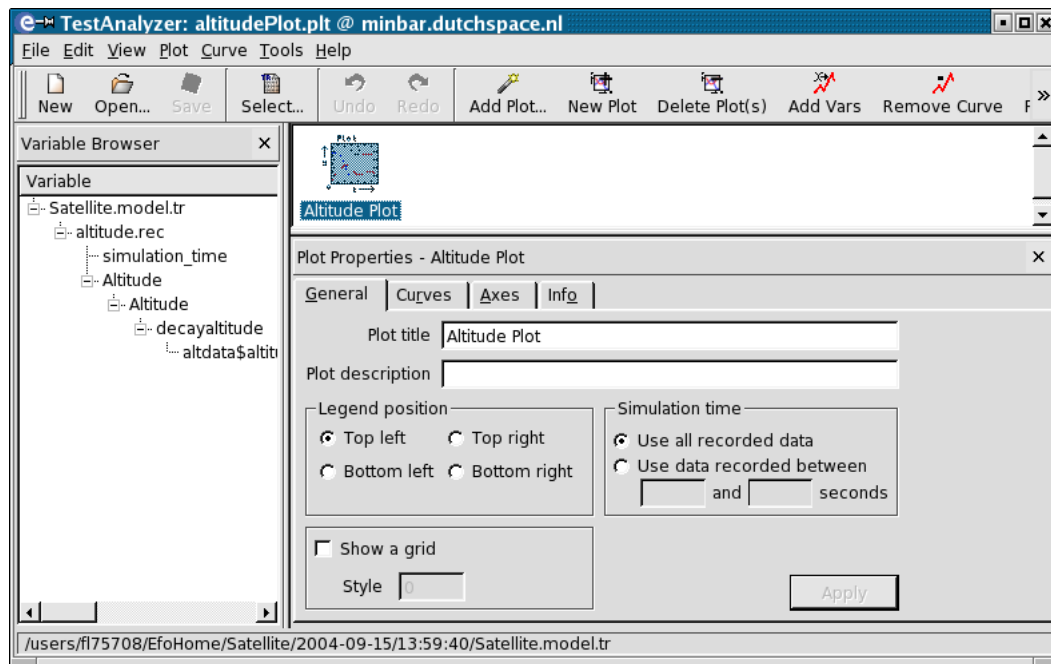 TestAnalyzer: altitudePlot.plt @ minbar.dutchspace.nl
File Edit View Plot Curve Tools Help
New Open... Save Select... Undo Redo Add Plot... New Plot Delete Plot(s) Add Vars Remove Curve
Variable Browser
Variable
Satellite.model.tr
altitude.rec
simulation_time
Altitude
Altitude
decayaltitude
altdata$altitu
Plot
y
t
Altitude Plot
Plot Properties - Altitude Plot
General Curves Axes Info
Plot title Altitude Plot
Plot description
Legend position
Top left Top right
Bottom left Bottom right
Simulation time
Use all recorded data
Use data recorded between
and seconds
Show a grid
Style 0
Apply
/users/fl75708/EfoHome/Satellite/2004-09-15/13:59:40/Satellite.model.tr